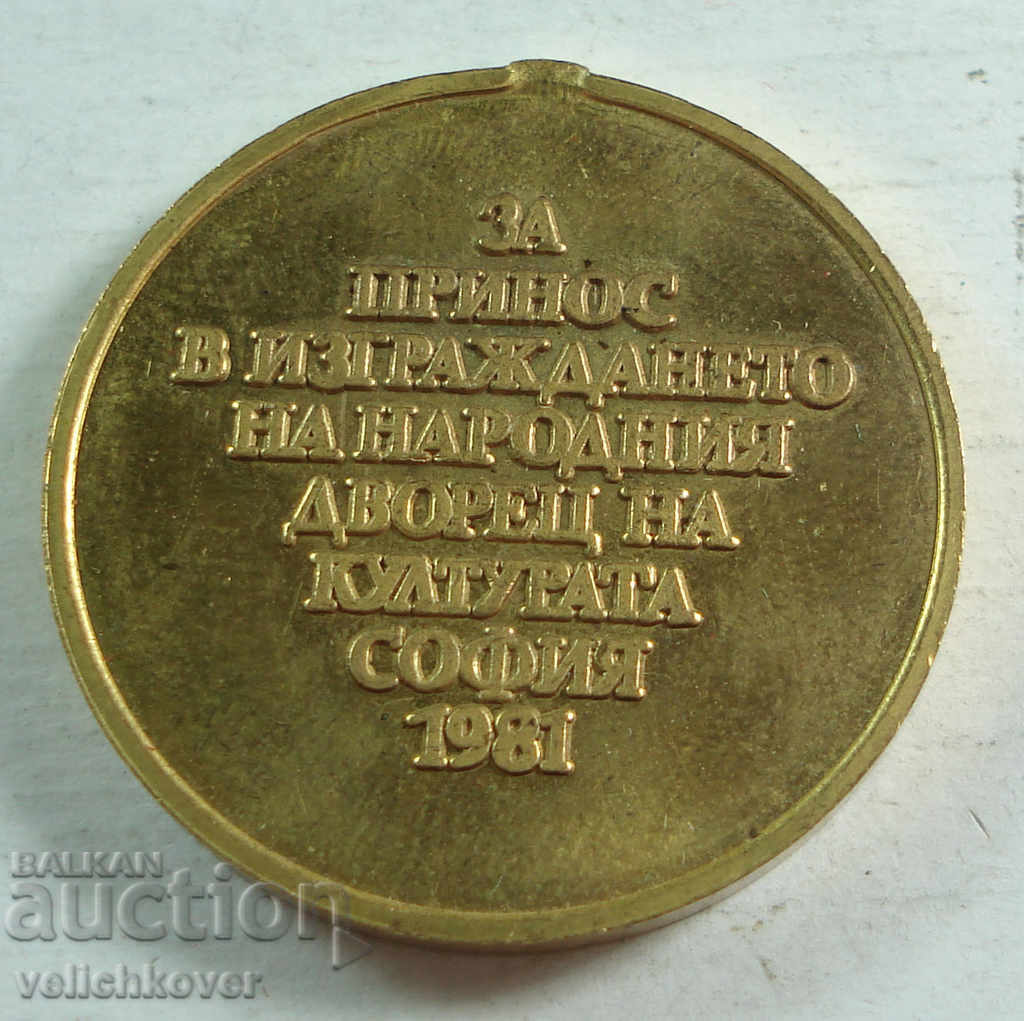 ЗА
ПРИНОС
В ИЗГРАЖДАНЕТО
НА НАРОДНИЯ
ДВОРЕЦ НА
КУЛТУРАТА
СОФИЯ
1981
BALKAN
auction
velichkover